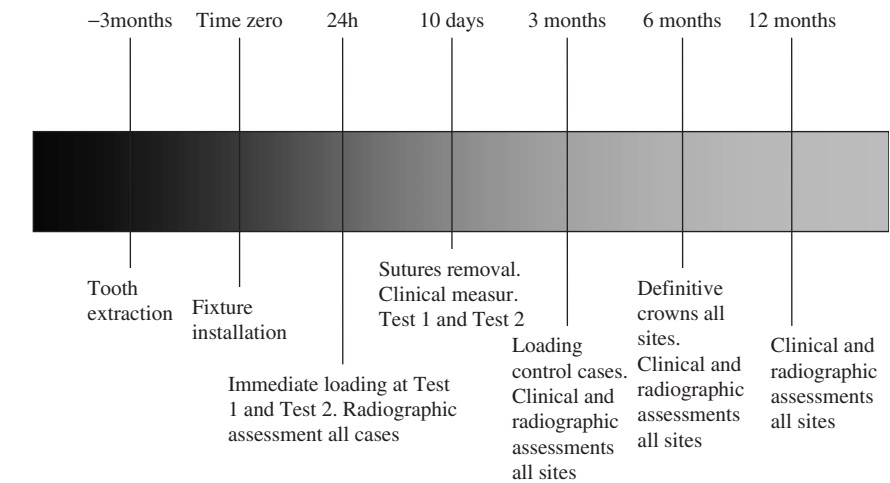 −3months Time zero 24h 10 days 3 months 6 months 12 months
Tooth
extraction
Fixture
installation
Immediate loading at Test
1 and Test 2. Radiographic
assessment all cases
Sutures removal.
Clinical measur.
Test 1 and Test 2
Loading
control cases.
Clinical and
radiographic
assessments
all sites
Definitive
crowns all
sites.
Clinical and
radiographic
assessments
all sites
Clinical and
radiographic
assessments
all sites